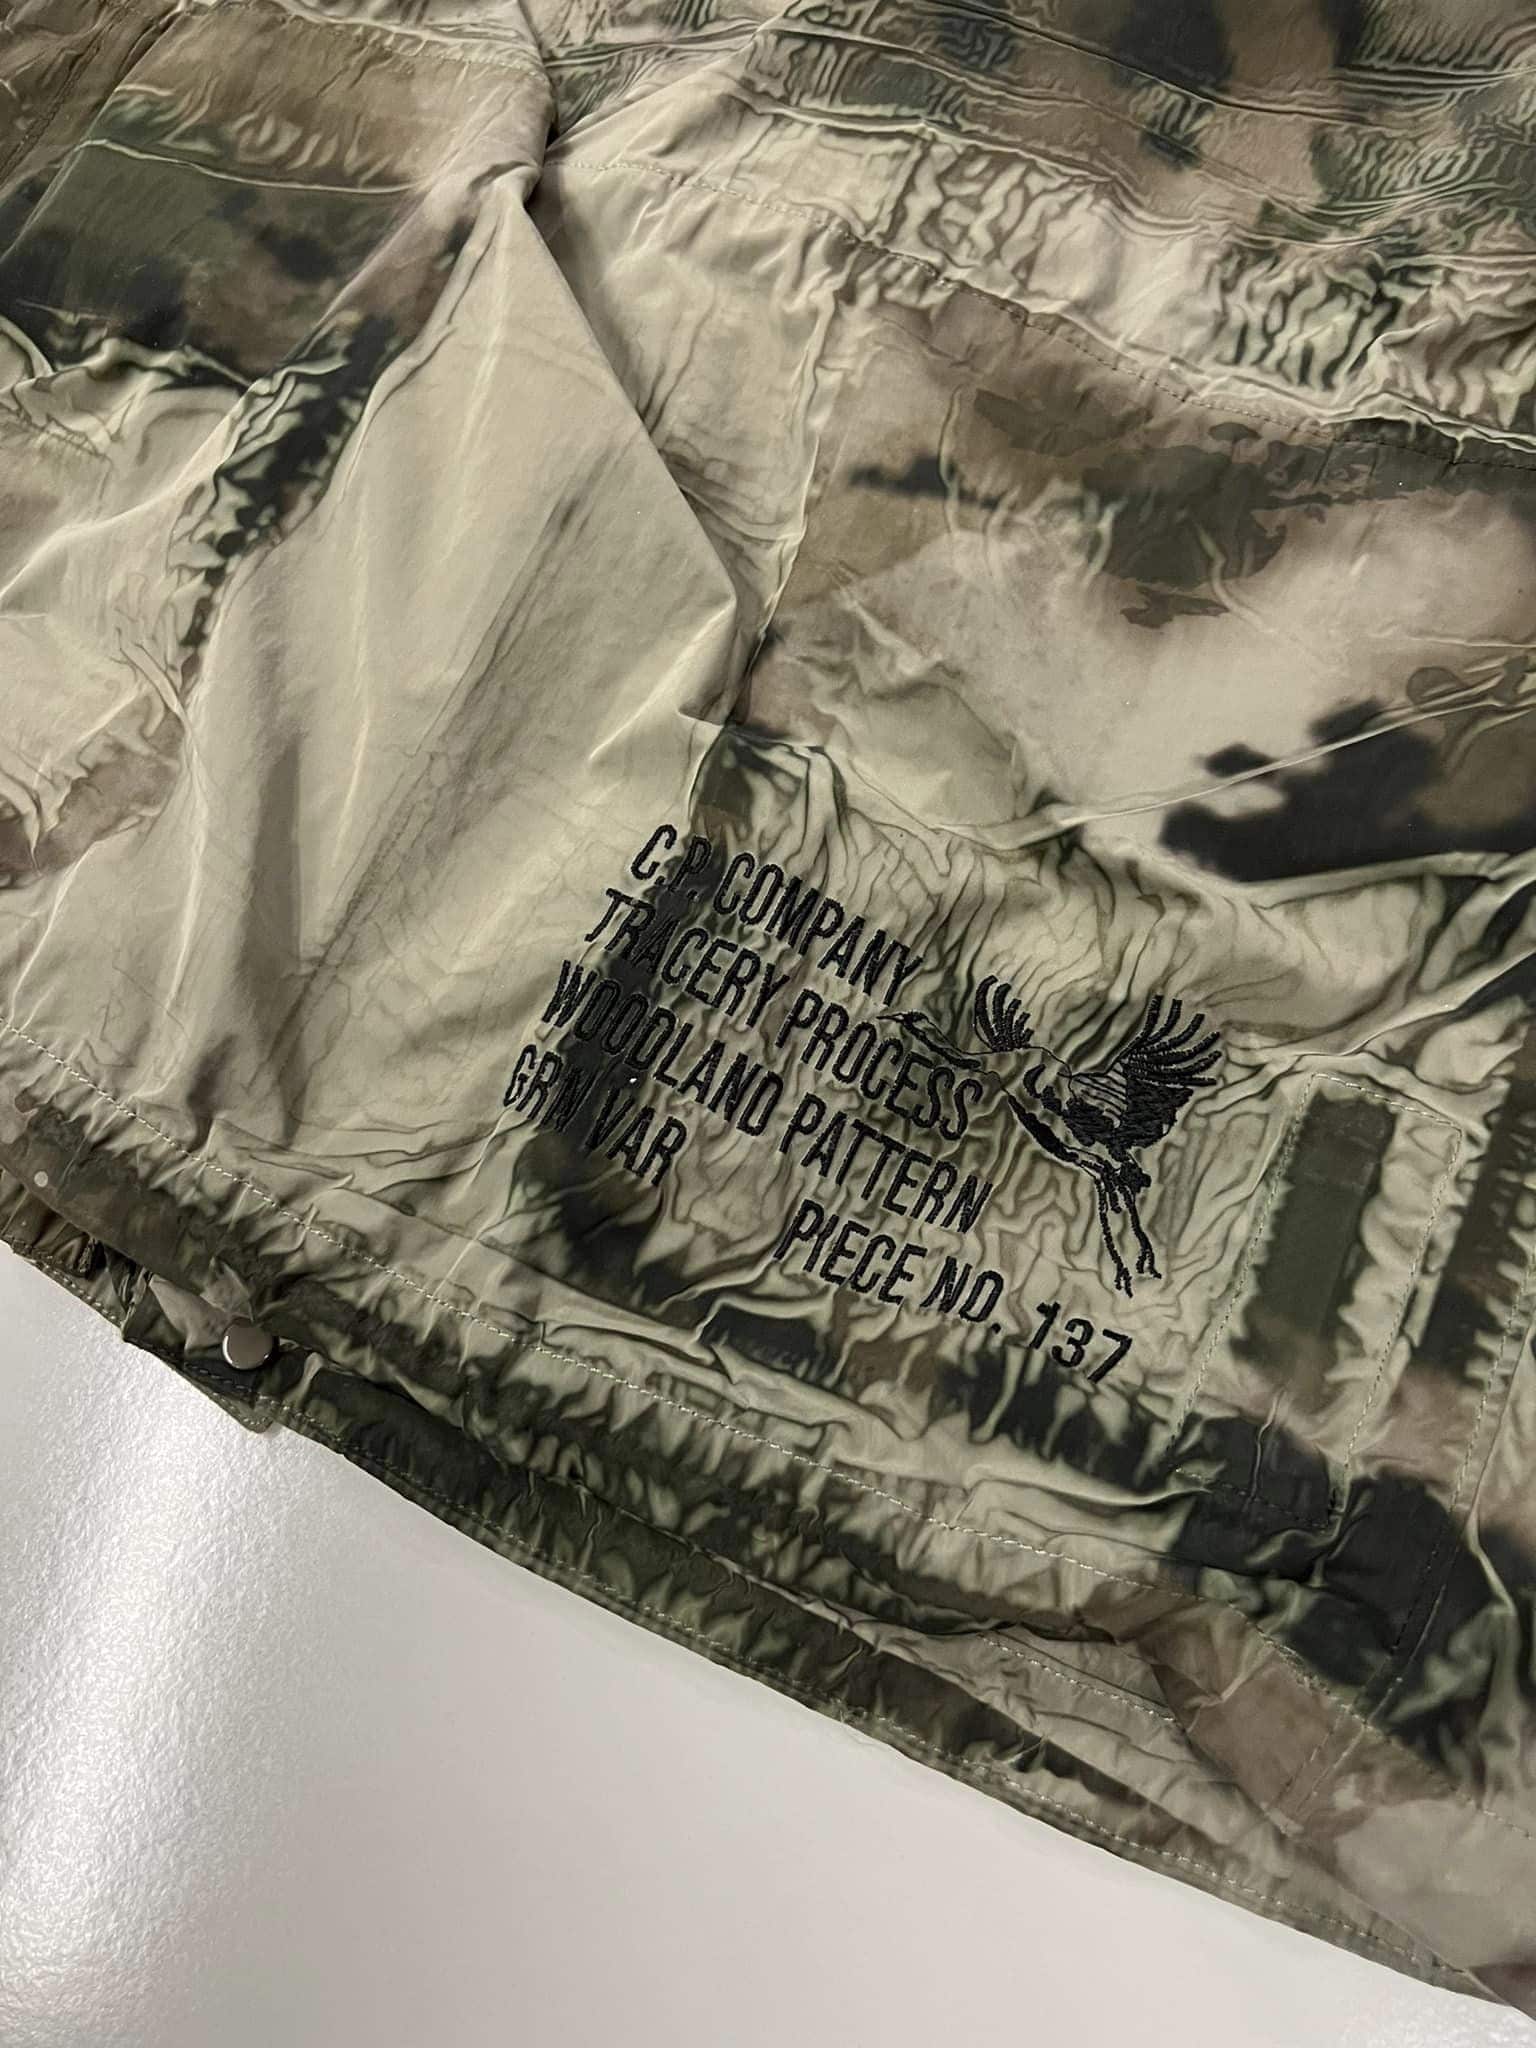 C.P. COMPANY
TRACERY PROCESS
WOODLAND PATTERN
GRN VAR
PIECE NO. 137